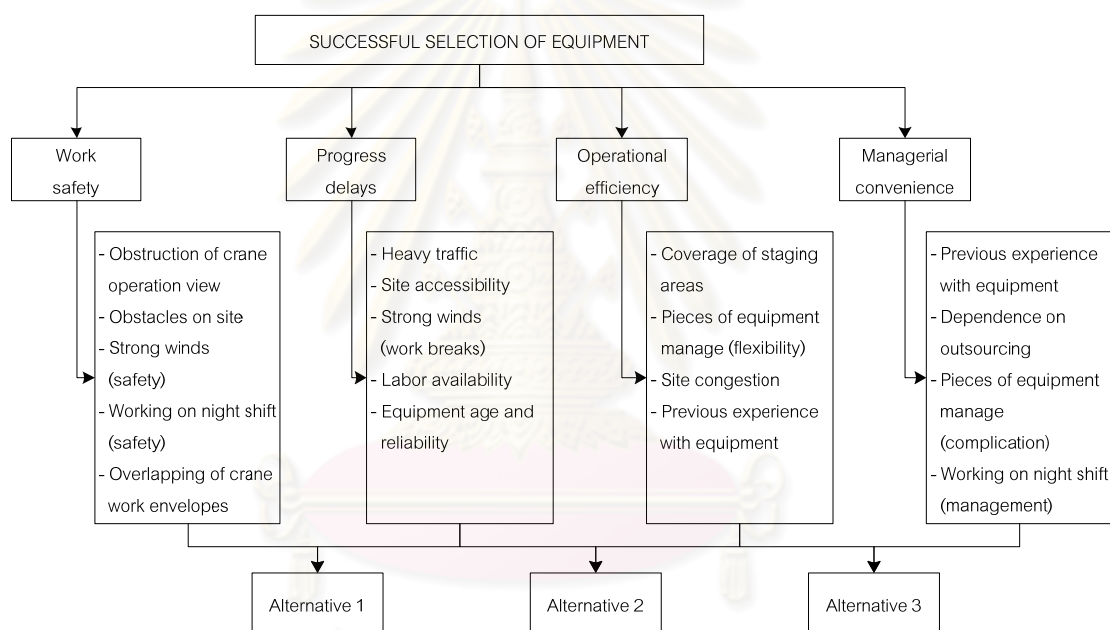 SUCCESSFUL SELECTION OF EQUIPMENT
Work
safety
Progress
delays
Operational
efficiency
Managerial
convenience
- Obstruction of crane
operation view
- Obstacles on site
- Strong winds
(safety)
- Working on night shift
(safety)
- Overlapping of crane
work envelopes
- Heavy traffic
- Site accessibility
- Strong winds
(work breaks)
- Labor availability
- Equipment age and
reliability
- Coverage of staging
areas
- Pieces of equipment
manage (flexibility)
- Site congestion
- Previous experience
with equipment
- Previous experience
with equipment
- Dependence on
outsourcing
- Pieces of equipment
manage
(complication)
- Working on night shift
(management)
Alternative 1
Alternative 2
Alternative 3